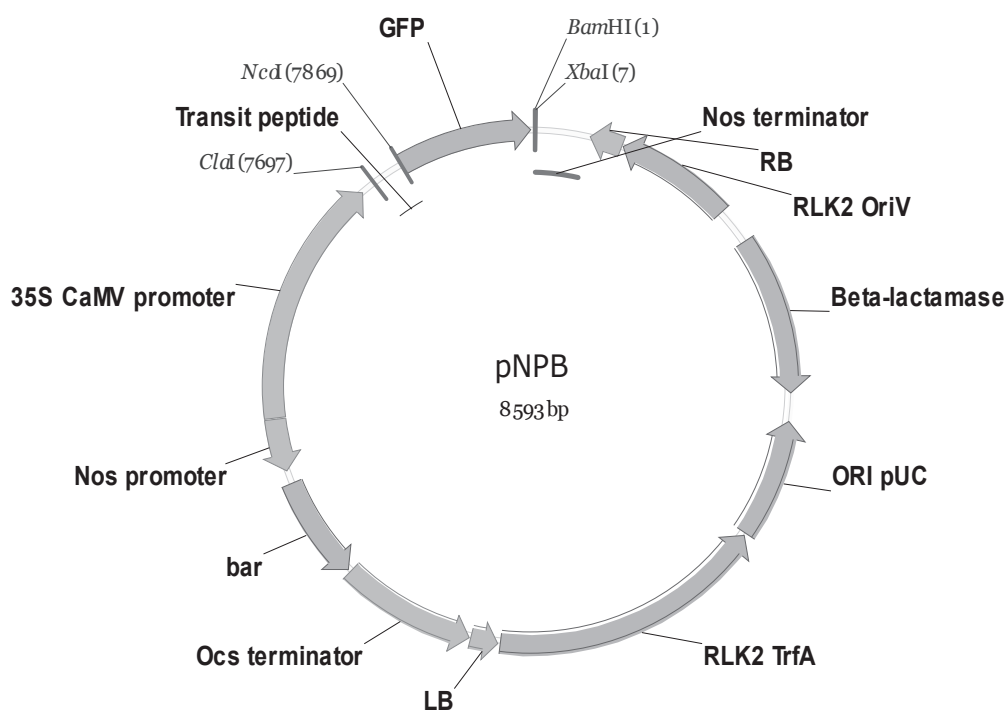 GFP
BamHI (1)
NcoI (7869)
XbaI (7)
Transit peptide
Nos terminator
ClaI (7697)
RB
RLK2 OriV
35S CaMV promoter
Beta-lactamase
pNPB
8593 bp
Nos promoter
ORI pUC
bar
Ocs terminator
RLK2 TrfA
LB